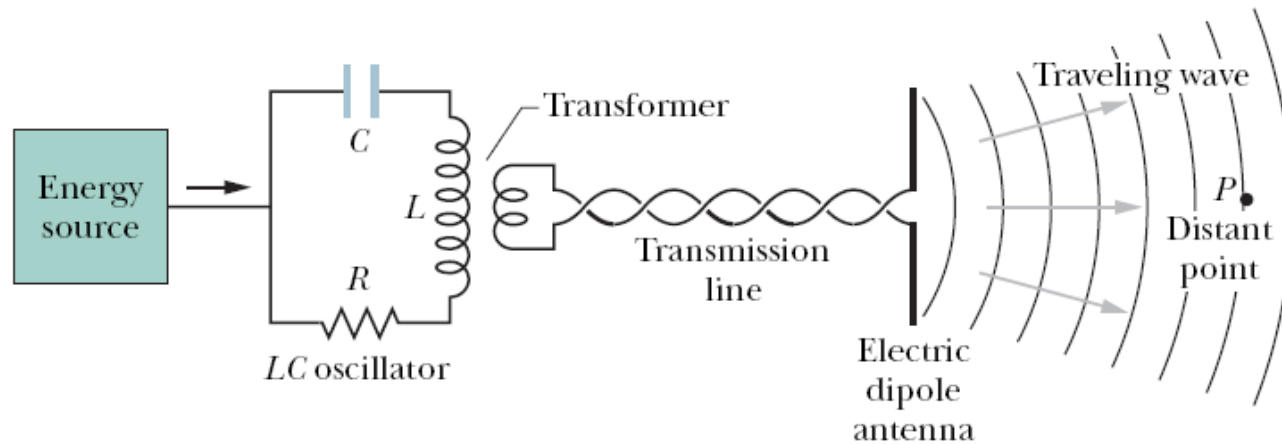 Energy
source
C
L
R
LC oscillator
Transformer
Transmission
line
Electric
dipole
antenna
Traveling wave
P
Distant
point